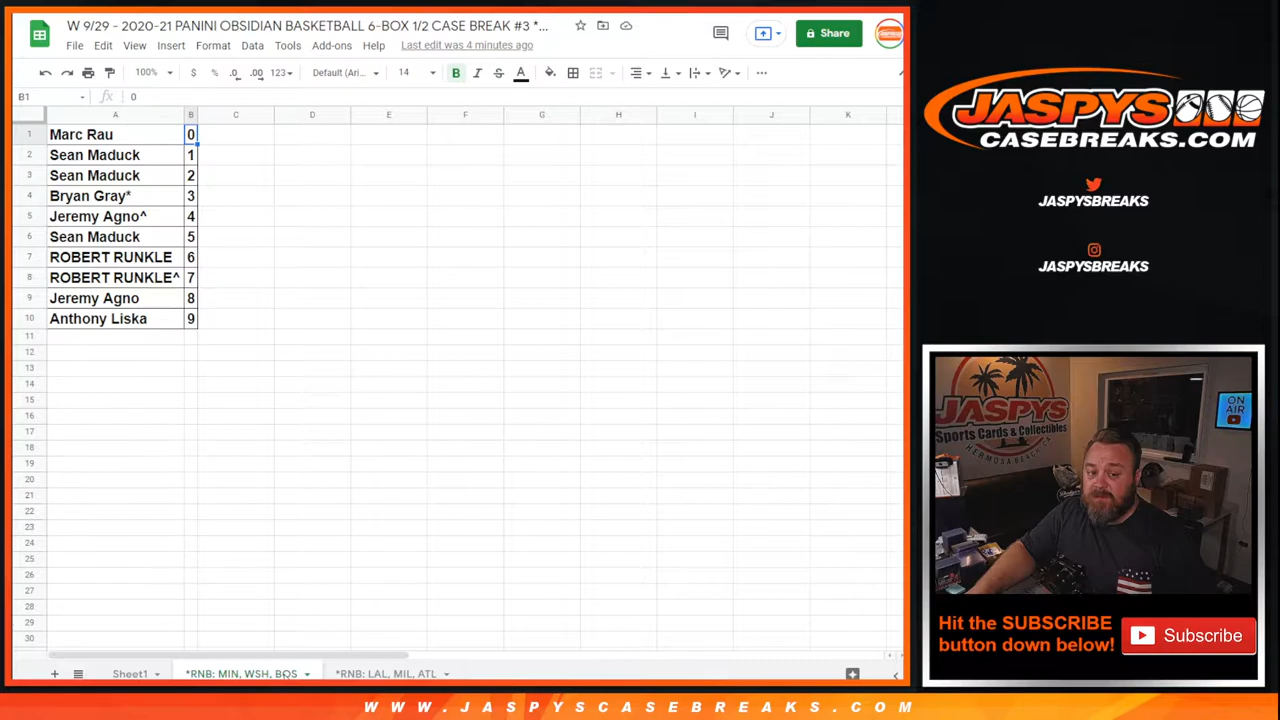 W 9/29 - 2020-21 PANINI OBSIDIAN BASKETBALL 6-BOX 1/2 CASE BREAK #3 *...
Share
File Edit View Insert Format Data Tools Add-ons Help Last edit was 4 minutes ago
100% $ % .0 .00 123 Default (Ari... 14 B I S A
B1 fx 0
A B C D E F G H I J K
1 Marc Rau 0
2 Sean Maduck 1
3 Sean Maduck 2
4 Bryan Gray* 3
5 Jeremy Agno^ 4
6 Sean Maduck 5
7 ROBERT RUNKLE 6
8 ROBERT RUNKLE^ 7
9 Jeremy Agno 8
10 Anthony Liska 9
11
12
13
14
15
16
17
18
19
20
21
22
23
24
25
26
27
28
29
30
Sheet1 *RNB: MIN, WSH, BOS *RNB: LAL, MIL, ATL
JASPYS
CASEBREAKS.COM
JASPYSBREAKS
JASPYSBREAKS
JASPYS
Sports Cards & Collectibles
HERMOSA BEACH, CA
ON
AIR
Hit the SUBSCRIBE
button down below!
Subscribe
WWW.JASPYSCASEBREAKS.COM